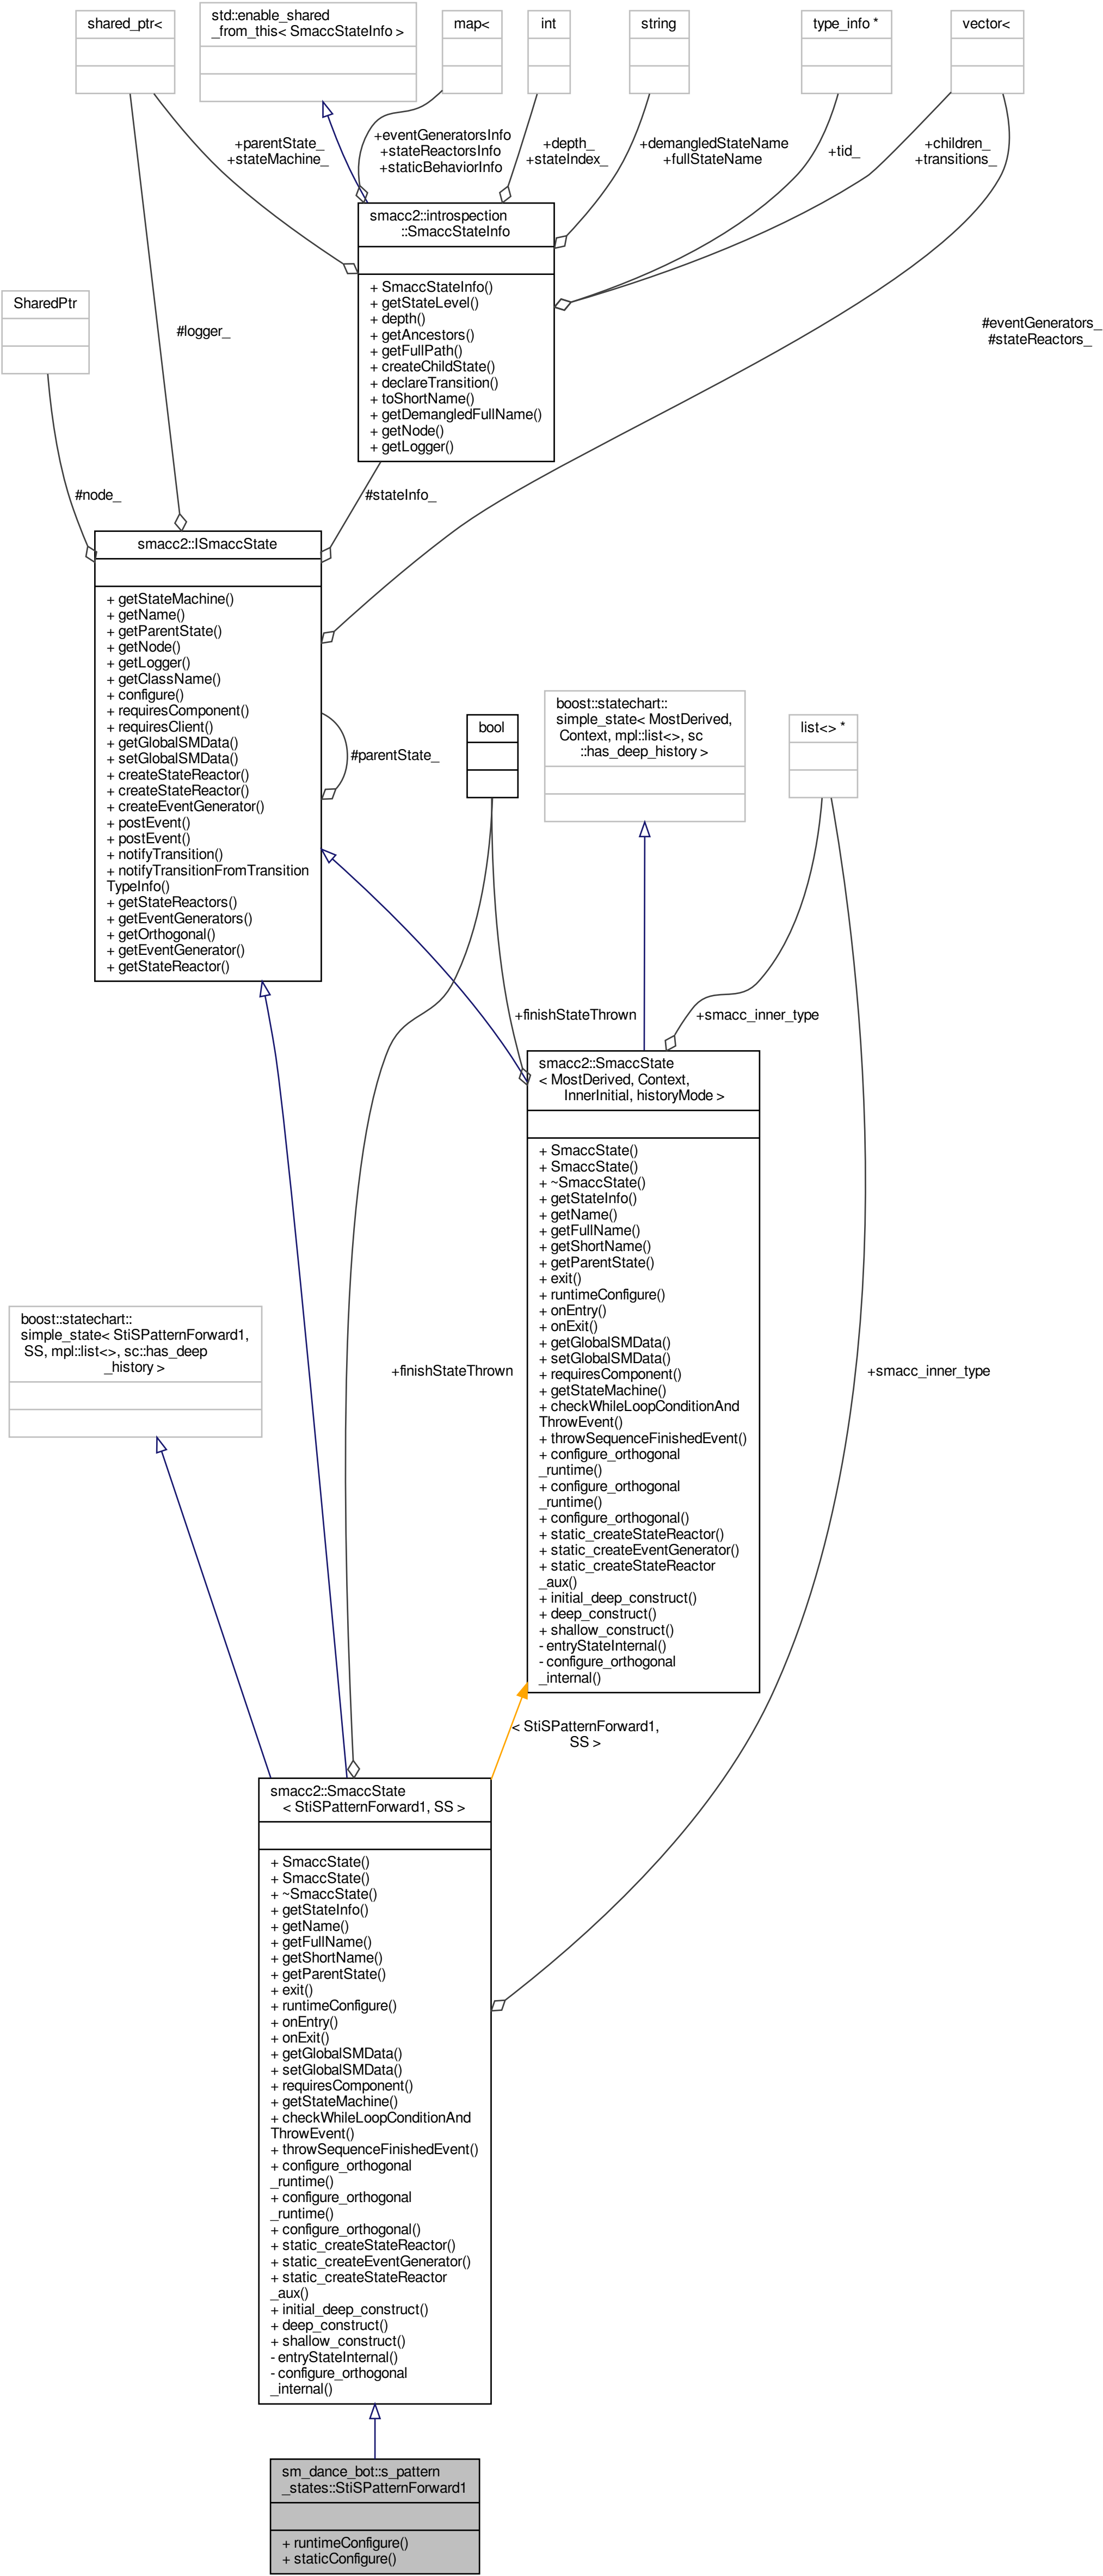 shared_ptr<
std::enable_shared
_from_this< SmaccStateInfo >
map<
int
string
type_info *
vector<
+parentState_
+stateMachine_
+eventGeneratorsInfo
+stateReactorsInfo
+staticBehaviorInfo
+depth_
+stateIndex_
+demangledStateName
+fullStateName
+tid_
+children_
+transitions_
smacc2::introspection
::SmaccStateInfo
+ SmaccStateInfo()
+ getStateLevel()
+ depth()
+ getAncestors()
+ getFullPath()
+ createChildState()
+ declareTransition()
+ toShortName()
+ getDemangledFullName()
+ getNode()
+ getLogger()
SharedPtr
#logger_
#eventGenerators_
#stateReactors_
#node_
#stateInfo_
smacc2::ISmaccState
+ getStateMachine()
+ getName()
+ getParentState()
+ getNode()
+ getLogger()
+ getClassName()
+ configure()
+ requiresComponent()
+ requiresClient()
+ getGlobalSMData()
+ setGlobalSMData()
+ createStateReactor()
+ createStateReactor()
+ createEventGenerator()
+ postEvent()
+ postEvent()
+ notifyTransition()
+ notifyTransitionFromTransition
TypeInfo()
+ getStateReactors()
+ getEventGenerators()
+ getOrthogonal()
+ getEventGenerator()
+ getStateReactor()
#parentState_
bool
boost::statechart::
simple_state< MostDerived,
Context, mpl::list<>, sc
::has_deep_history >
list<> *
+finishStateThrown
+smacc_inner_type
smacc2::SmaccState
< MostDerived, Context,
InnerInitial, historyMode >
+ SmaccState()
+ SmaccState()
+ ~SmaccState()
+ getStateInfo()
+ getName()
+ getFullName()
+ getShortName()
+ getParentState()
+ exit()
+ runtimeConfigure()
+ onEntry()
+ onExit()
+ getGlobalSMData()
+ setGlobalSMData()
+ requiresComponent()
+ getStateMachine()
+ checkWhileLoopConditionAnd
ThrowEvent()
+ throwSequenceFinishedEvent()
+ configure_orthogonal
_runtime()
+ configure_orthogonal
_runtime()
+ configure_orthogonal()
+ static_createStateReactor()
+ static_createEventGenerator()
+ static_createStateReactor
_aux()
+ initial_deep_construct()
+ deep_construct()
+ shallow_construct()
- entryStateInternal()
- configure_orthogonal
_internal()
boost::statechart::
simple_state< StiSPatternForward1,
SS, mpl::list<>, sc::has_deep
_history >
+finishStateThrown
+smacc_inner_type
< StiSPatternForward1,
SS >
smacc2::SmaccState
< StiSPatternForward1, SS >
+ SmaccState()
+ SmaccState()
+ ~SmaccState()
+ getStateInfo()
+ getName()
+ getFullName()
+ getShortName()
+ getParentState()
+ exit()
+ runtimeConfigure()
+ onEntry()
+ onExit()
+ getGlobalSMData()
+ setGlobalSMData()
+ requiresComponent()
+ getStateMachine()
+ checkWhileLoopConditionAnd
ThrowEvent()
+ throwSequenceFinishedEvent()
+ configure_orthogonal
_runtime()
+ configure_orthogonal
_runtime()
+ configure_orthogonal()
+ static_createStateReactor()
+ static_createEventGenerator()
+ static_createStateReactor
_aux()
+ initial_deep_construct()
+ deep_construct()
+ shallow_construct()
- entryStateInternal()
- configure_orthogonal
_internal()
sm_dance_bot::s_pattern
_states::StiSPatternForward1
+ runtimeConfigure()
+ staticConfigure()